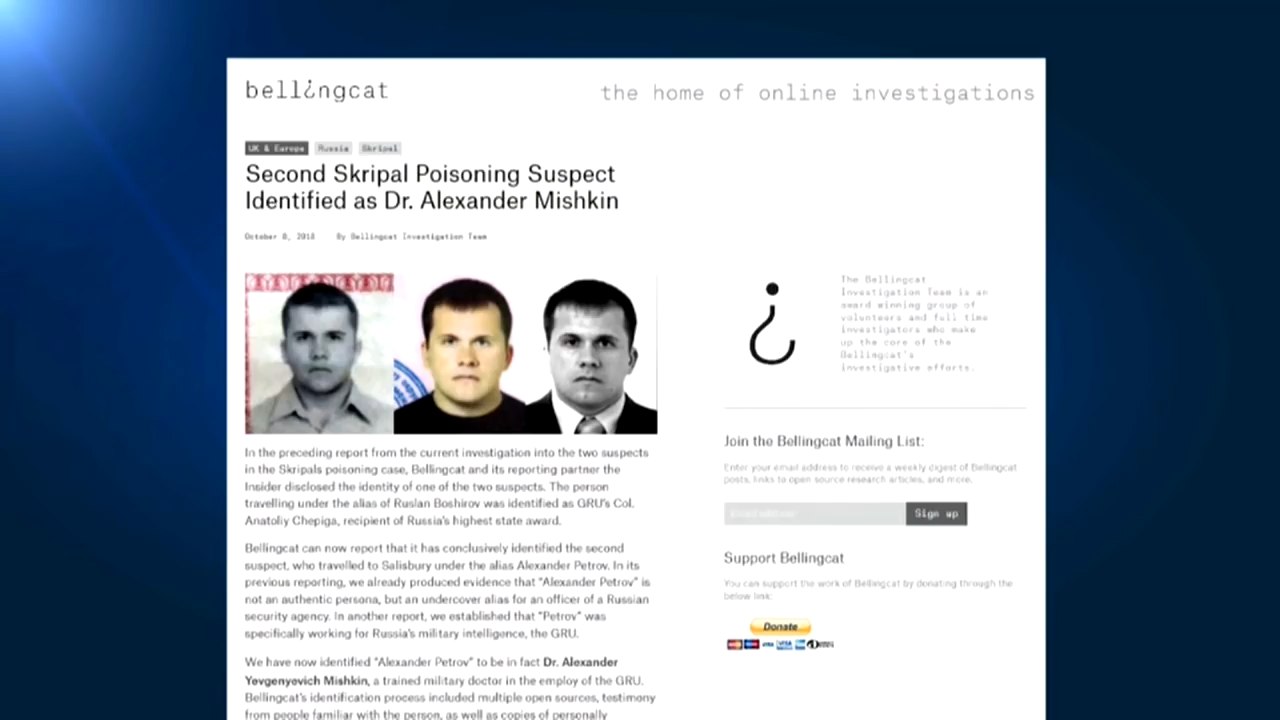 bell¿ngcat
the home of online investigations
UK & Europe Russia Skripal
Second Skripal Poisoning Suspect
Identified as Dr. Alexander Mishkin
October 8, 2018 By Bellingcat Investigation Team
In the preceding report from the current investigation into the two suspects
in the Skripals poisoning case, Bellingcat and its reporting partner the
Insider disclosed the identity of one of the two suspects. The person
travelling under the alias of Ruslan Boshirov was identified as GRU's Col.
Anatoliy Chepiga, recipient of Russia's highest state award.
Bellingcat can now report that it has conclusively identified the second
suspect, who travelled to Salisbury under the alias Alexander Petrov. In its
previous reporting, we already produced evidence that "Alexander Petrov" is
not an authentic persona, but an undercover alias for an officer of a Russian
security agency. In another report, we established that "Petrov" was
specifically working for Russia's military intelligence, the GRU.
We have now identified "Alexander Petrov" to be in fact Dr. Alexander
Yevgenyevich Mishkin, a trained military doctor in the employ of the GRU.
Bellingcat's identification process included multiple open sources, testimony
from people familiar with the person, as well as copies of personally
¿
The Bellingcat
Investigation Team is an
award winning group of
volunteers and full time
investigators who make
up the core of the
Bellingcat's
investigative efforts.
Join the Bellingcat Mailing List:
Enter your email address to receive a weekly digest of Bellingcat
posts, links to open source research articles, and more.
Email address
Sign up
Support Bellingcat
You can support the work of Bellingcat by donating through the
below link:
Donate
VISA